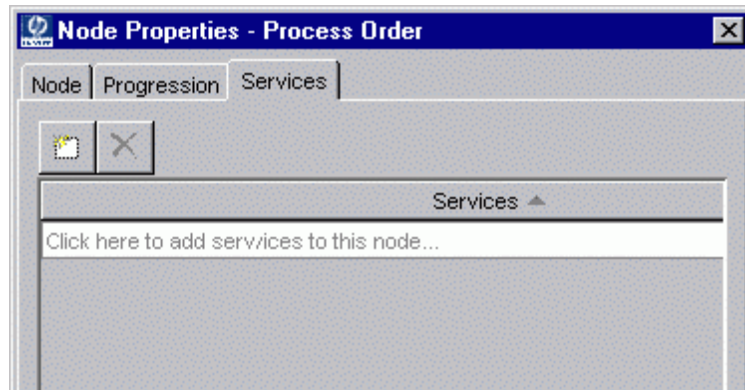 Node Properties - Process Order
Node Progression Services
Services
Click here to add services to this node...